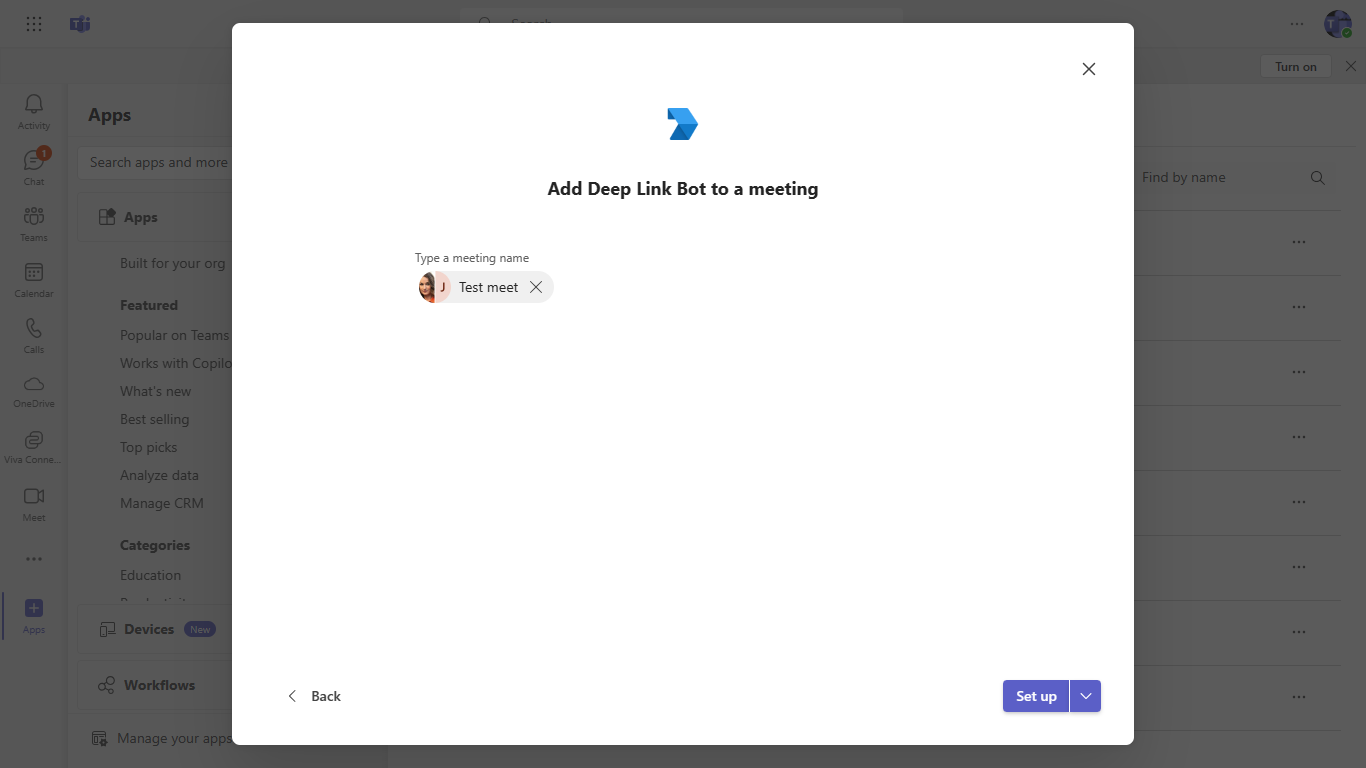 Search
Turn on
Activity
Chat
1
Teams
Calendar
Calls
OneDrive
Viva Conne...
Meet
Apps
Apps
Search apps and more
Apps
Built for your org
Featured
Popular on Teams
Works with Copilo
What's new
Best selling
Top picks
Analyze data
Manage CRM
Categories
Education
Devices New
Workflows
Manage your apps
Find by name
Add Deep Link Bot to a meeting
Type a meeting name
J Test meet
Back
Set up